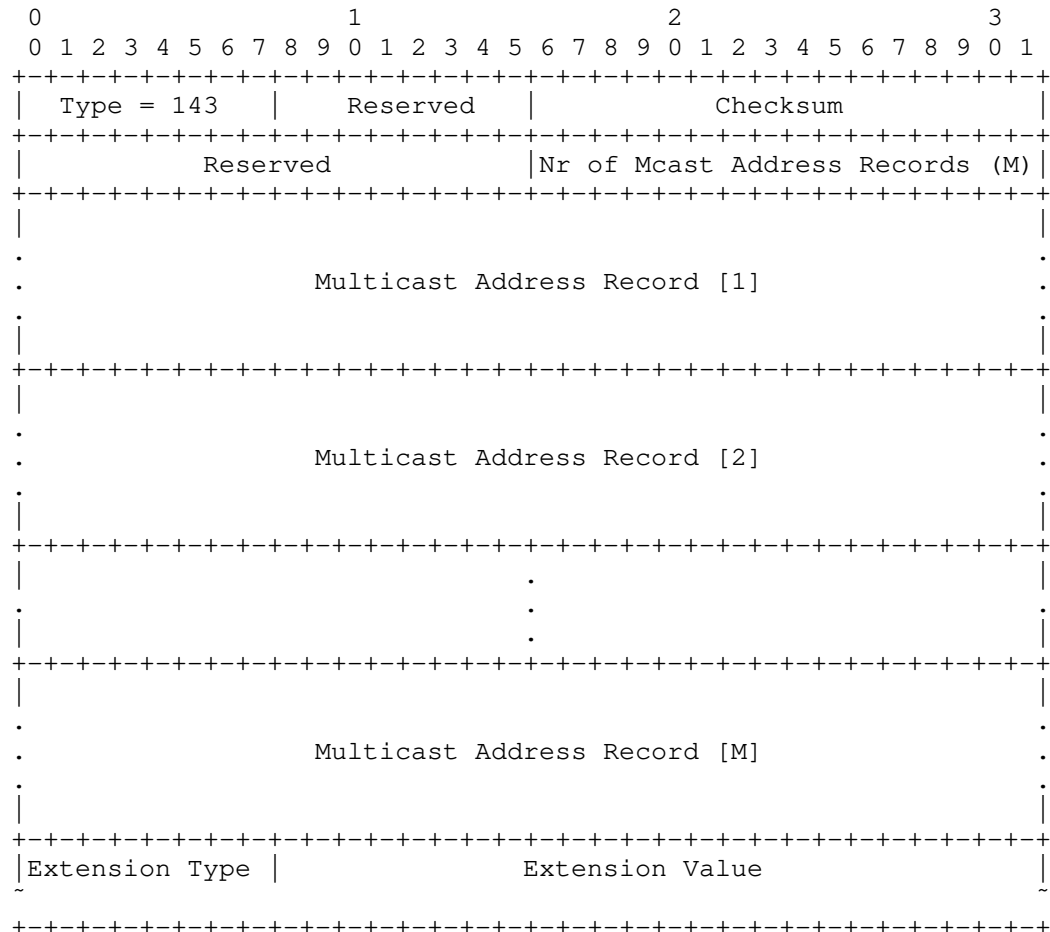 0                   1                   2                   3
 0 1 2 3 4 5 6 7 8 9 0 1 2 3 4 5 6 7 8 9 0 1 2 3 4 5 6 7 8 9 0 1
+-+-+-+-+-+-+-+-+-+-+-+-+-+-+-+-+-+-+-+-+-+-+-+-+-+-+-+-+-+-+-+-+
|  Type = 143   |    Reserved   |           Checksum            |
+-+-+-+-+-+-+-+-+-+-+-+-+-+-+-+-+-+-+-+-+-+-+-+-+-+-+-+-+-+-+-+-+
|           Reserved            |Nr of Mcast Address Records (M)|
+-+-+-+-+-+-+-+-+-+-+-+-+-+-+-+-+-+-+-+-+-+-+-+-+-+-+-+-+-+-+-+-+
|                                                               |
.                                                               .
.                  Multicast Address Record [1]                 .
.                                                               .
|                                                               |
+-+-+-+-+-+-+-+-+-+-+-+-+-+-+-+-+-+-+-+-+-+-+-+-+-+-+-+-+-+-+-+-+
|                                                               |
.                                                               .
.                  Multicast Address Record [2]                 .
.                                                               .
|                                                               |
+-+-+-+-+-+-+-+-+-+-+-+-+-+-+-+-+-+-+-+-+-+-+-+-+-+-+-+-+-+-+-+-+
|                               .                               |
.                               .                               .
|                               .                               |
+-+-+-+-+-+-+-+-+-+-+-+-+-+-+-+-+-+-+-+-+-+-+-+-+-+-+-+-+-+-+-+-+
|                                                               |
.                                                               .
.                  Multicast Address Record [M]                 .
.                                                               .
|                                                               |
+-+-+-+-+-+-+-+-+-+-+-+-+-+-+-+-+-+-+-+-+-+-+-+-+-+-+-+-+-+-+-+-+
|Extension Type |               Extension Value                 |
~                                                               ~
+-+-+-+-+-+-+-+-+-+-+-+-+-+-+-+-+-+-+-+-+-+-+-+-+-+-+-+-+-+-+-+-+